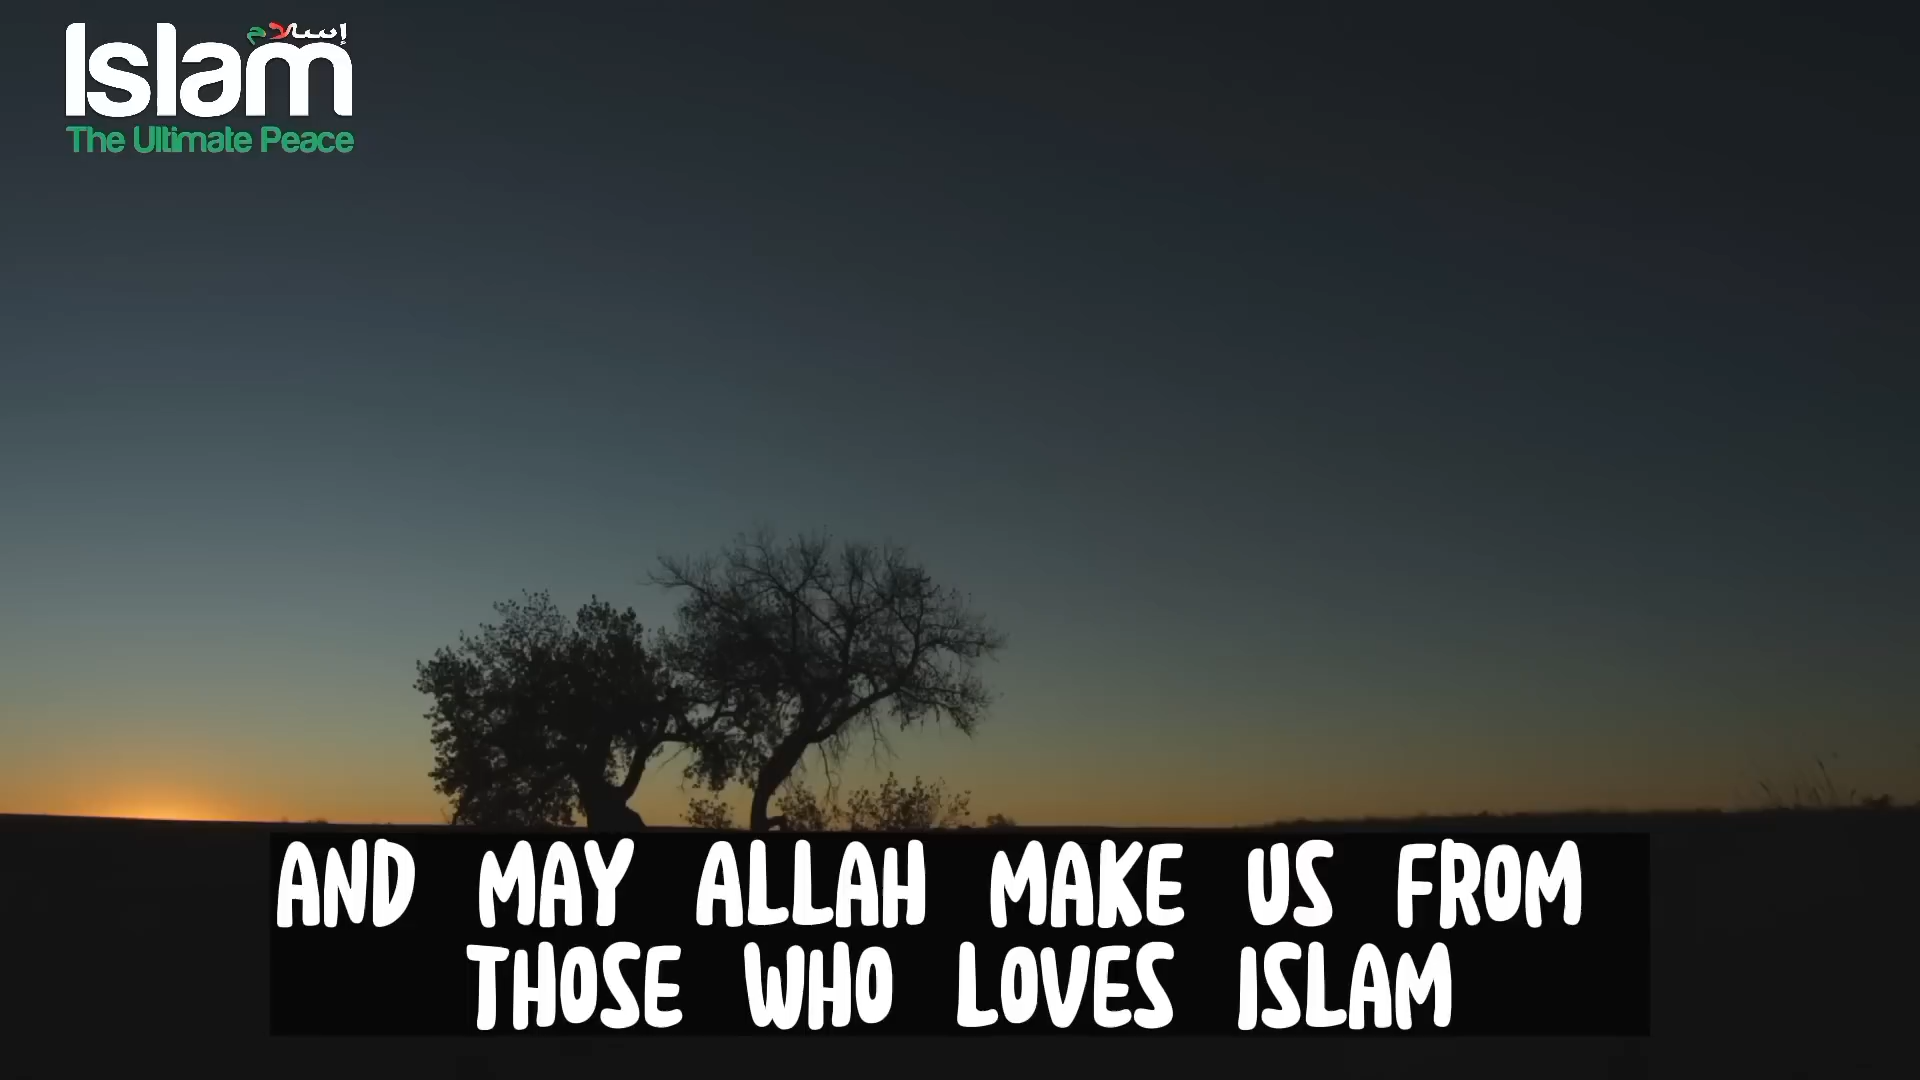 إسلام
Islam
The Ultimate Peace
AND MAY ALLAH MAKE US FROM
THOSE WHO LOVES ISLAM